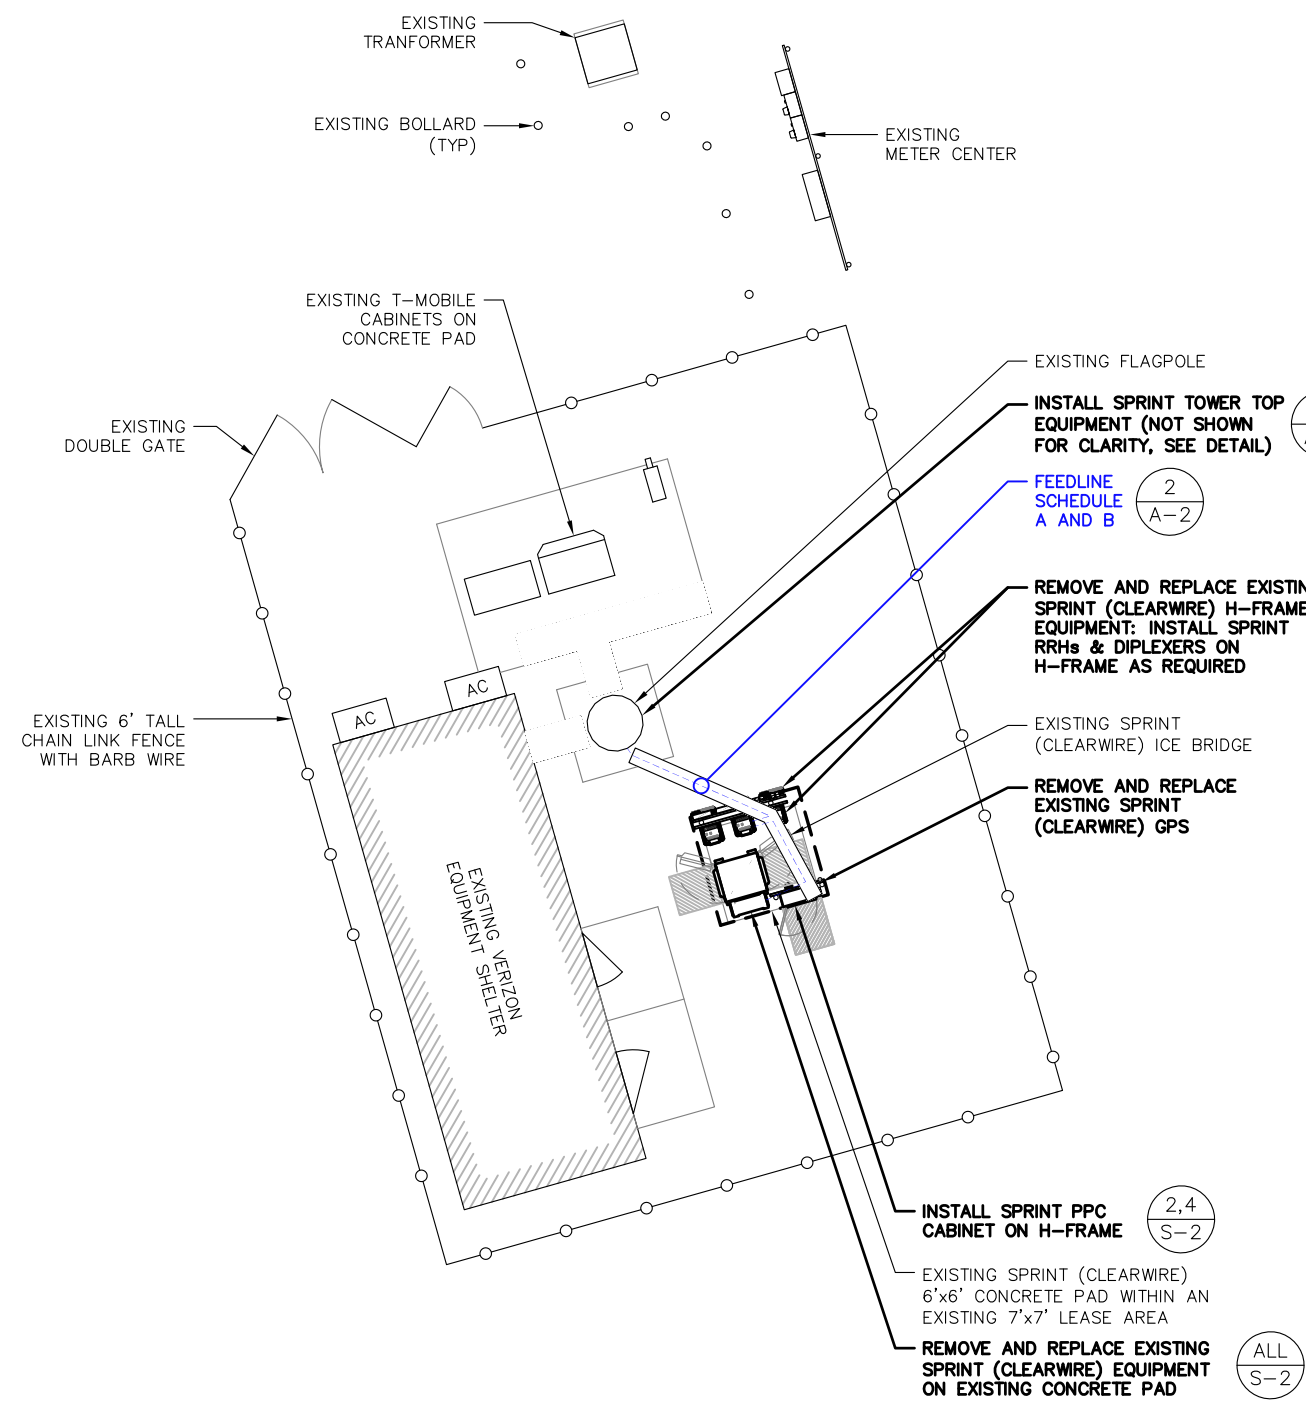 EXISTING
TRANFORMER
EXISTING BOLLARD
(TYP)
EXISTING
METER CENTER
EXISTING T-MOBILE
CABINETS ON
CONCRETE PAD
EXISTING FLAGPOLE
INSTALL SPRINT TOWER TOP
EQUIPMENT (NOT SHOWN
FOR CLARITY, SEE DETAIL)
EXISTING
DOUBLE GATE
FEEDLINE
SCHEDULE
A AND B
2
A-2
REMOVE AND REPLACE
SPRINT (CLEARWIRE) H-FRAME
EQUIPMENT: INSTALL SPRINT
RRHs & DIPLEXERS ON
H-FRAME AS REQUIRED
AC
AC
EXISTING 6' TALL
CHAIN LINK FENCE
WITH BARB WIRE
EXISTING SPRINT
(CLEARWIRE) ICE BRIDGE
REMOVE AND REPLACE
EXISTING SPRINT
(CLEARWIRE) GPS
EXISTING VERIZON
EQUIPMENT SHELTER
INSTALL SPRINT PPC
CABINET ON H-FRAME
2,4
S-2
EXISTING SPRINT (CLEARWIRE)
6'x6' CONCRETE PAD WITHIN AN
EXISTING 7'x7' LEASE AREA
REMOVE AND REPLACE EXISTING
SPRINT (CLEARWIRE) EQUIPMENT
ON EXISTING CONCRETE PAD
ALL
S-2